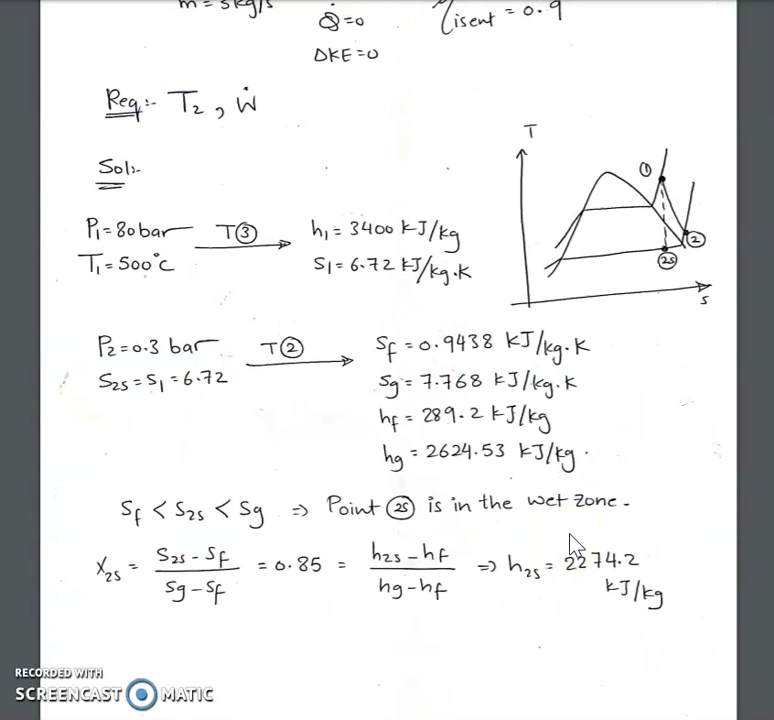 ṁ = 3 kg/s
Q̇ = 0
η isent = 0.9
ΔKE = 0
Req:- T₂ , Ẇ
Sol:-
P₁ = 80 bar
T₁ = 500°C
T③
h₁ = 3400 kJ/kg
S₁ = 6.72 kJ/kg.K
T
①
②
2S
s
P₂ = 0.3 bar
S₂s = S₁ = 6.72
T②
Sf = 0.9438 kJ/kg.K
Sg = 7.768 kJ/kg.K
hf = 289.2 kJ/kg
hg = 2624.53 kJ/kg.
Sf < S₂s < Sg ⇒ Point 2S is in the wet zone.
X₂s = (S₂s - Sf) / (Sg - Sf) = 0.85 = (h₂s - hf) / (hg - hf) ⇒ h₂s = 2274.2
kJ/kg
RECORDED WITH
SCREENCAST MATIC